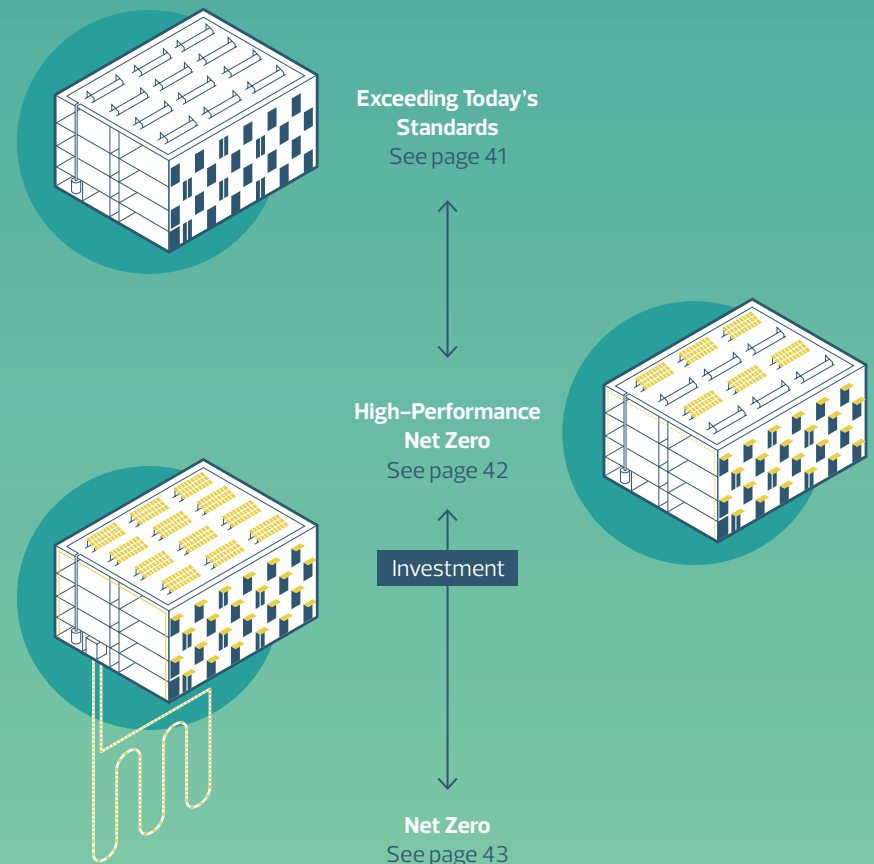 Exceeding Today's
Standards
See page 41
High-Performance
Net Zero
See page 42
Investment
Net Zero
See page 43